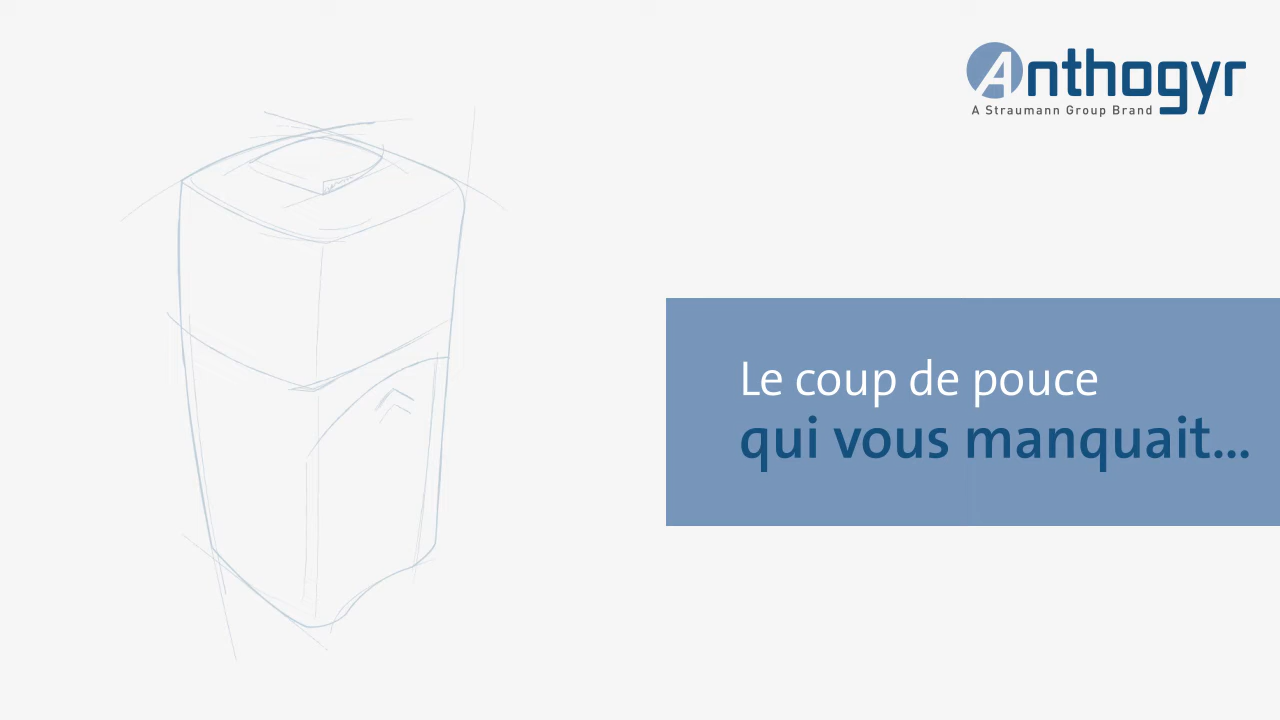 Anthogyr
A Straumann Group Brand
Le coup de pouce
qui vous manquait...